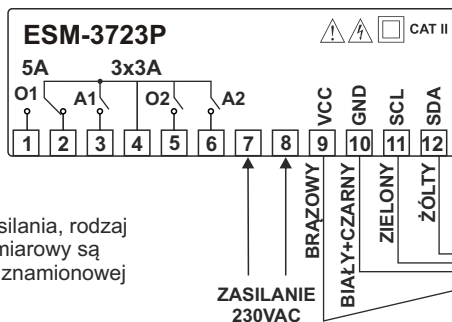 ESM-3723P
CAT II
5A 3x3A
O1 A1 O2 A2
VCC GND SCL SDA
1 2 3 4 5 6 7 8 9 10 11 12
BRĄZOWY
BIAŁY+CZARNY
ZIELONY
ŻÓŁTY
silania, rodzaj
miarowy są
znamionowej
ZASILANIE
230VAC